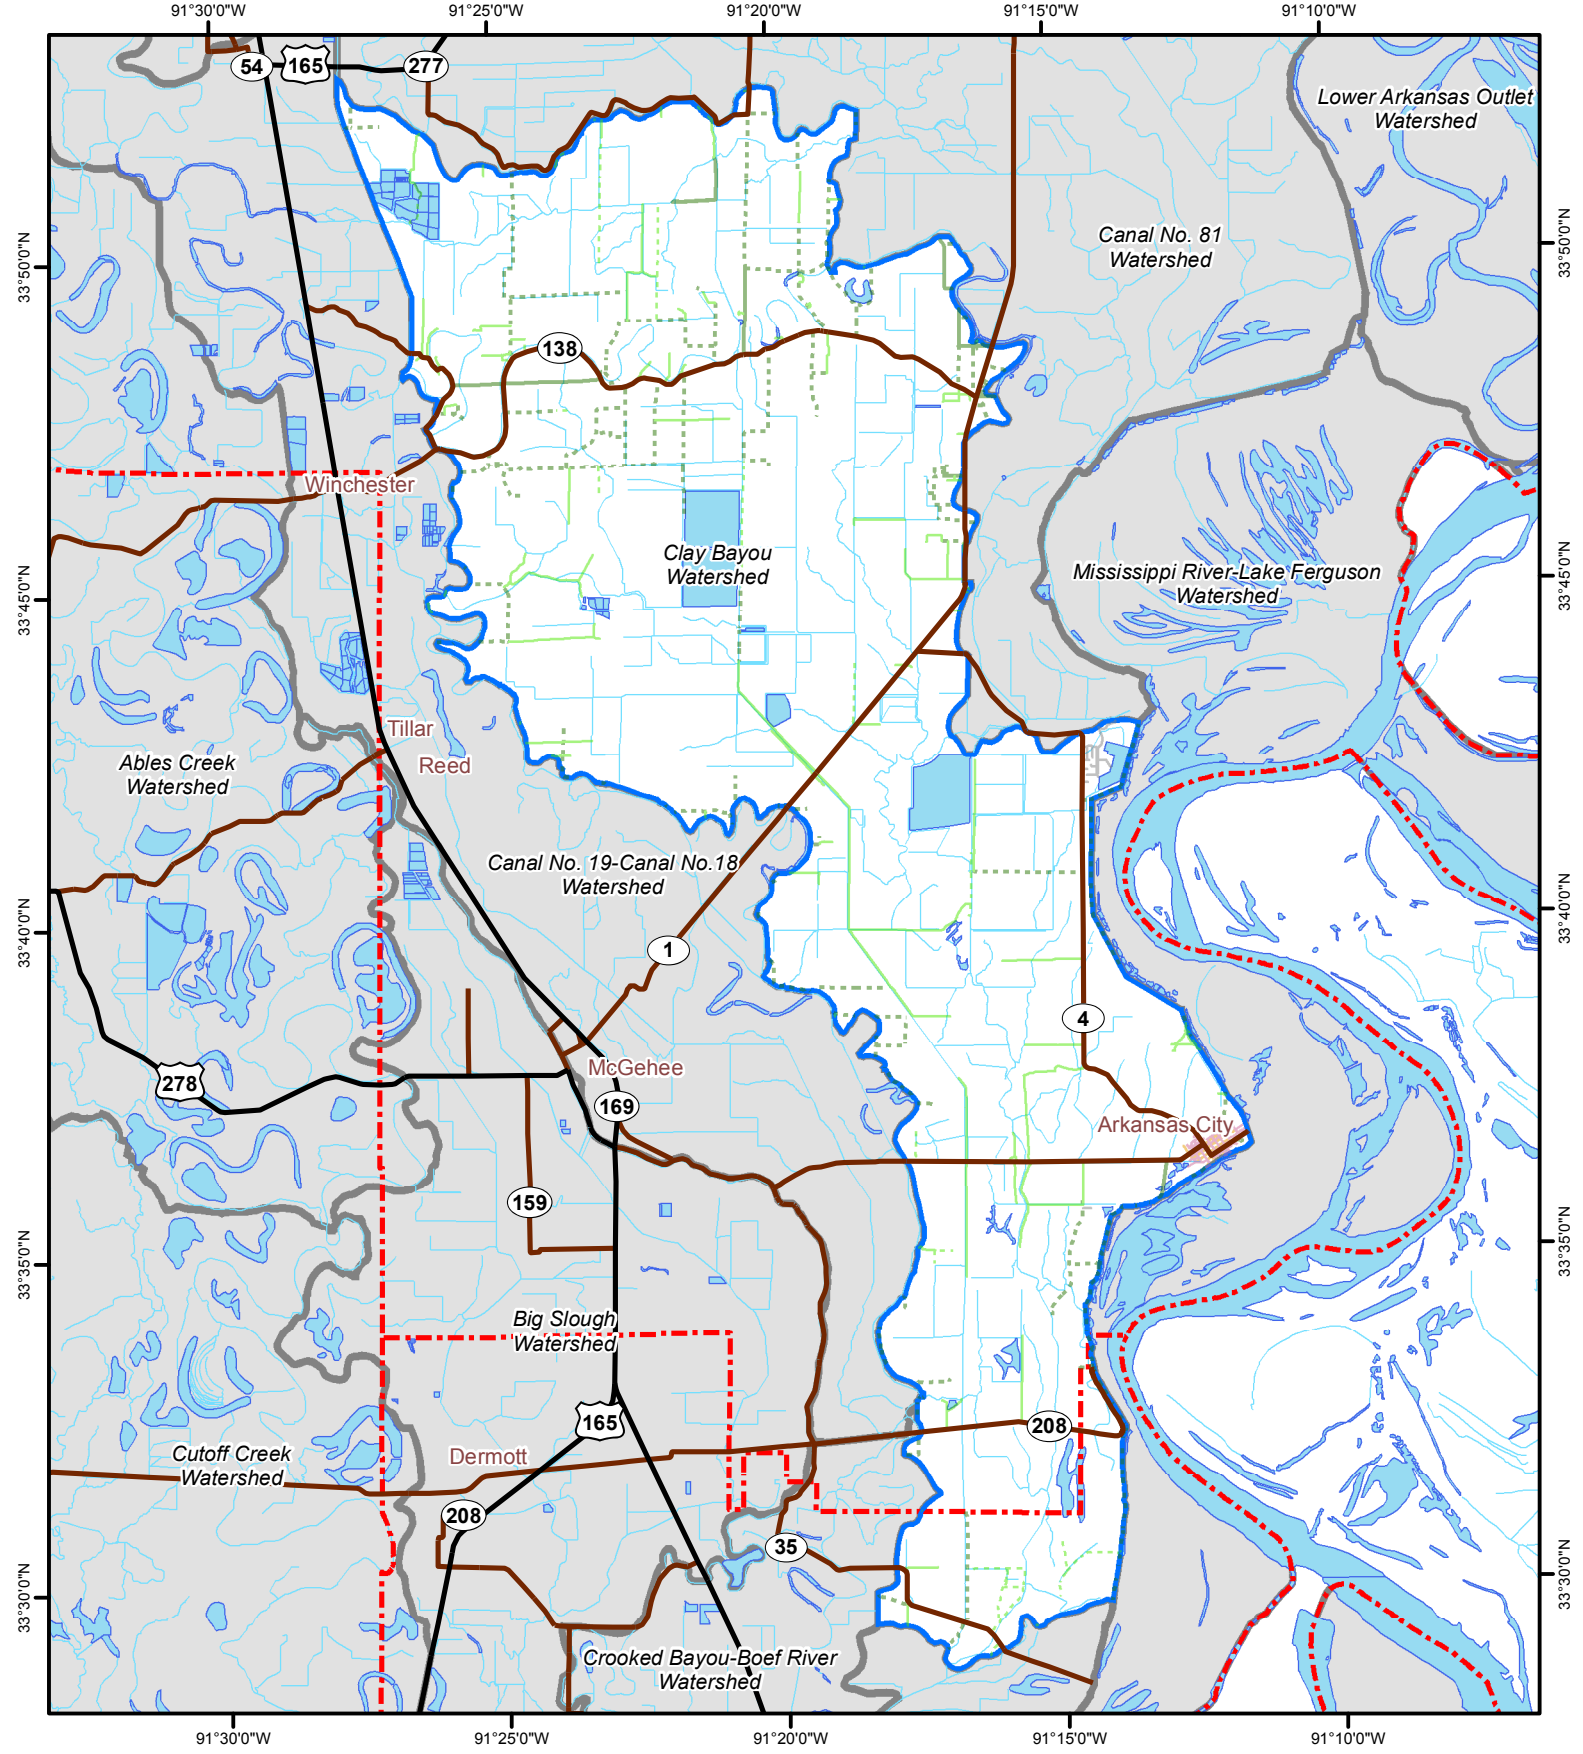 91°30'0"W
91°25'0"W
91°20'0"W
91°15'0"W
91°10'0"W
54
165
277
Lower Arkansas Outlet
Watershed
Canal No. 81
Watershed
33°50'0"N
33°50'0"N
138
Winchester
Clay Bayou
Watershed
Mississippi River-Lake Ferguson
Watershed
33°45'0"N
33°45'0"N
Tillar
Reed
Ables Creek
Watershed
Canal No. 19-Canal No.18
Watershed
33°40'0"N
33°40'0"N
1
4
278
McGehee
169
Arkansas City
159
33°35'0"N
33°35'0"N
Big Slough
Watershed
165
208
Cutoff Creek
Watershed
Dermott
208
35
33°30'0"N
33°30'0"N
Crooked Bayou-Boef River
Watershed
91°30'0"W
91°25'0"W
91°20'0"W
91°15'0"W
91°10'0"W